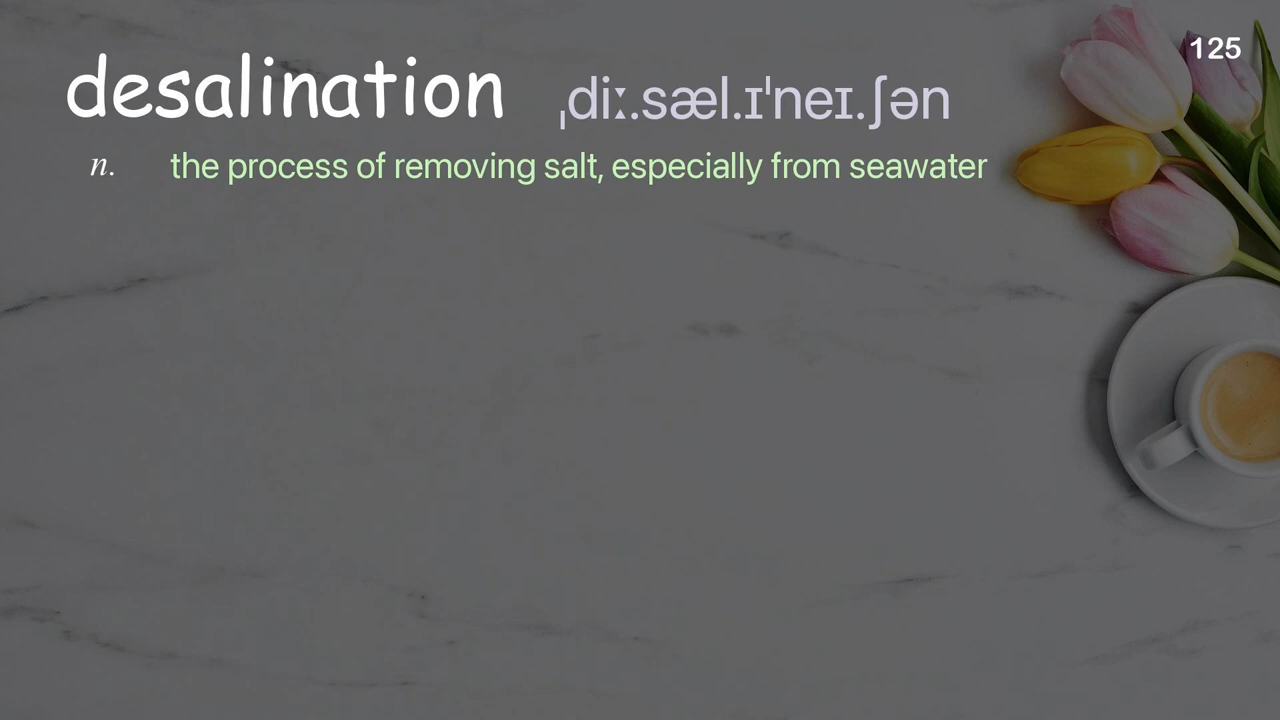 125
desalination ˌdiː.sæl.ɪˈneɪ.ʃən
n. the process of removing salt, especially from seawater